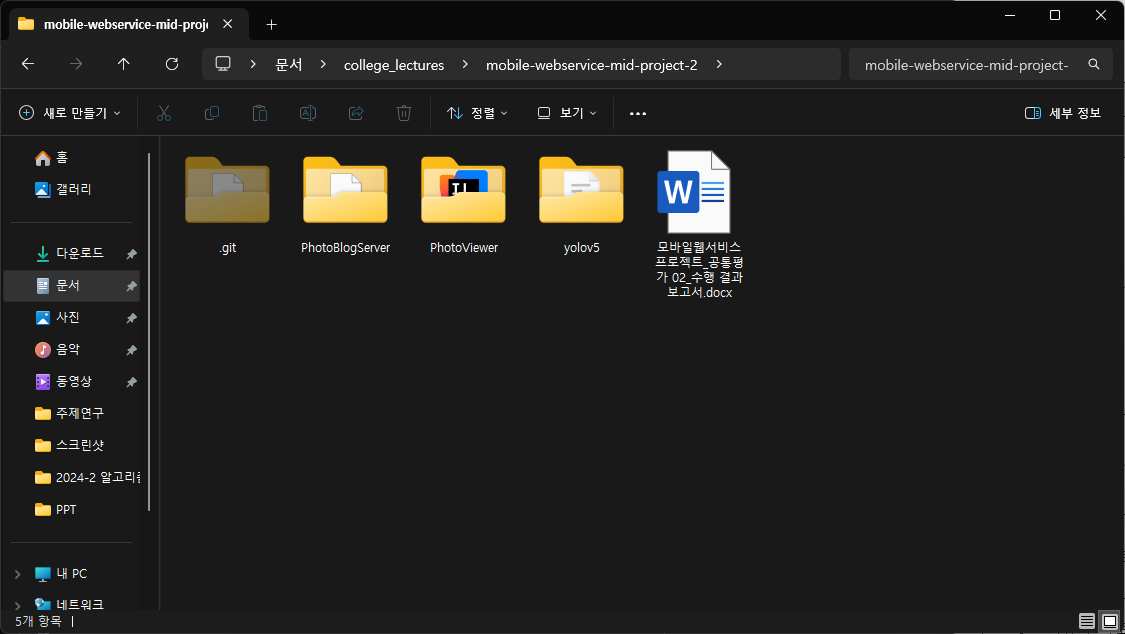 mobile-webservice-mid-proj
문서
college_lectures
mobile-webservice-mid-project-2
mobile-webservice-mid-project-
새로 만들기
정렬
보기
세부 정보
홈
갤러리
다운로드
문서
사진
음악
동영상
주제연구
스크린샷
2024-2 알고리즘
PPT
내 PC
네트워크
.git
PhotoBlogServer
PhotoViewer
yolov5
모바일웹서비스
프로젝트_공통평
가 02_수행 결과
보고서.docx
5개 항목